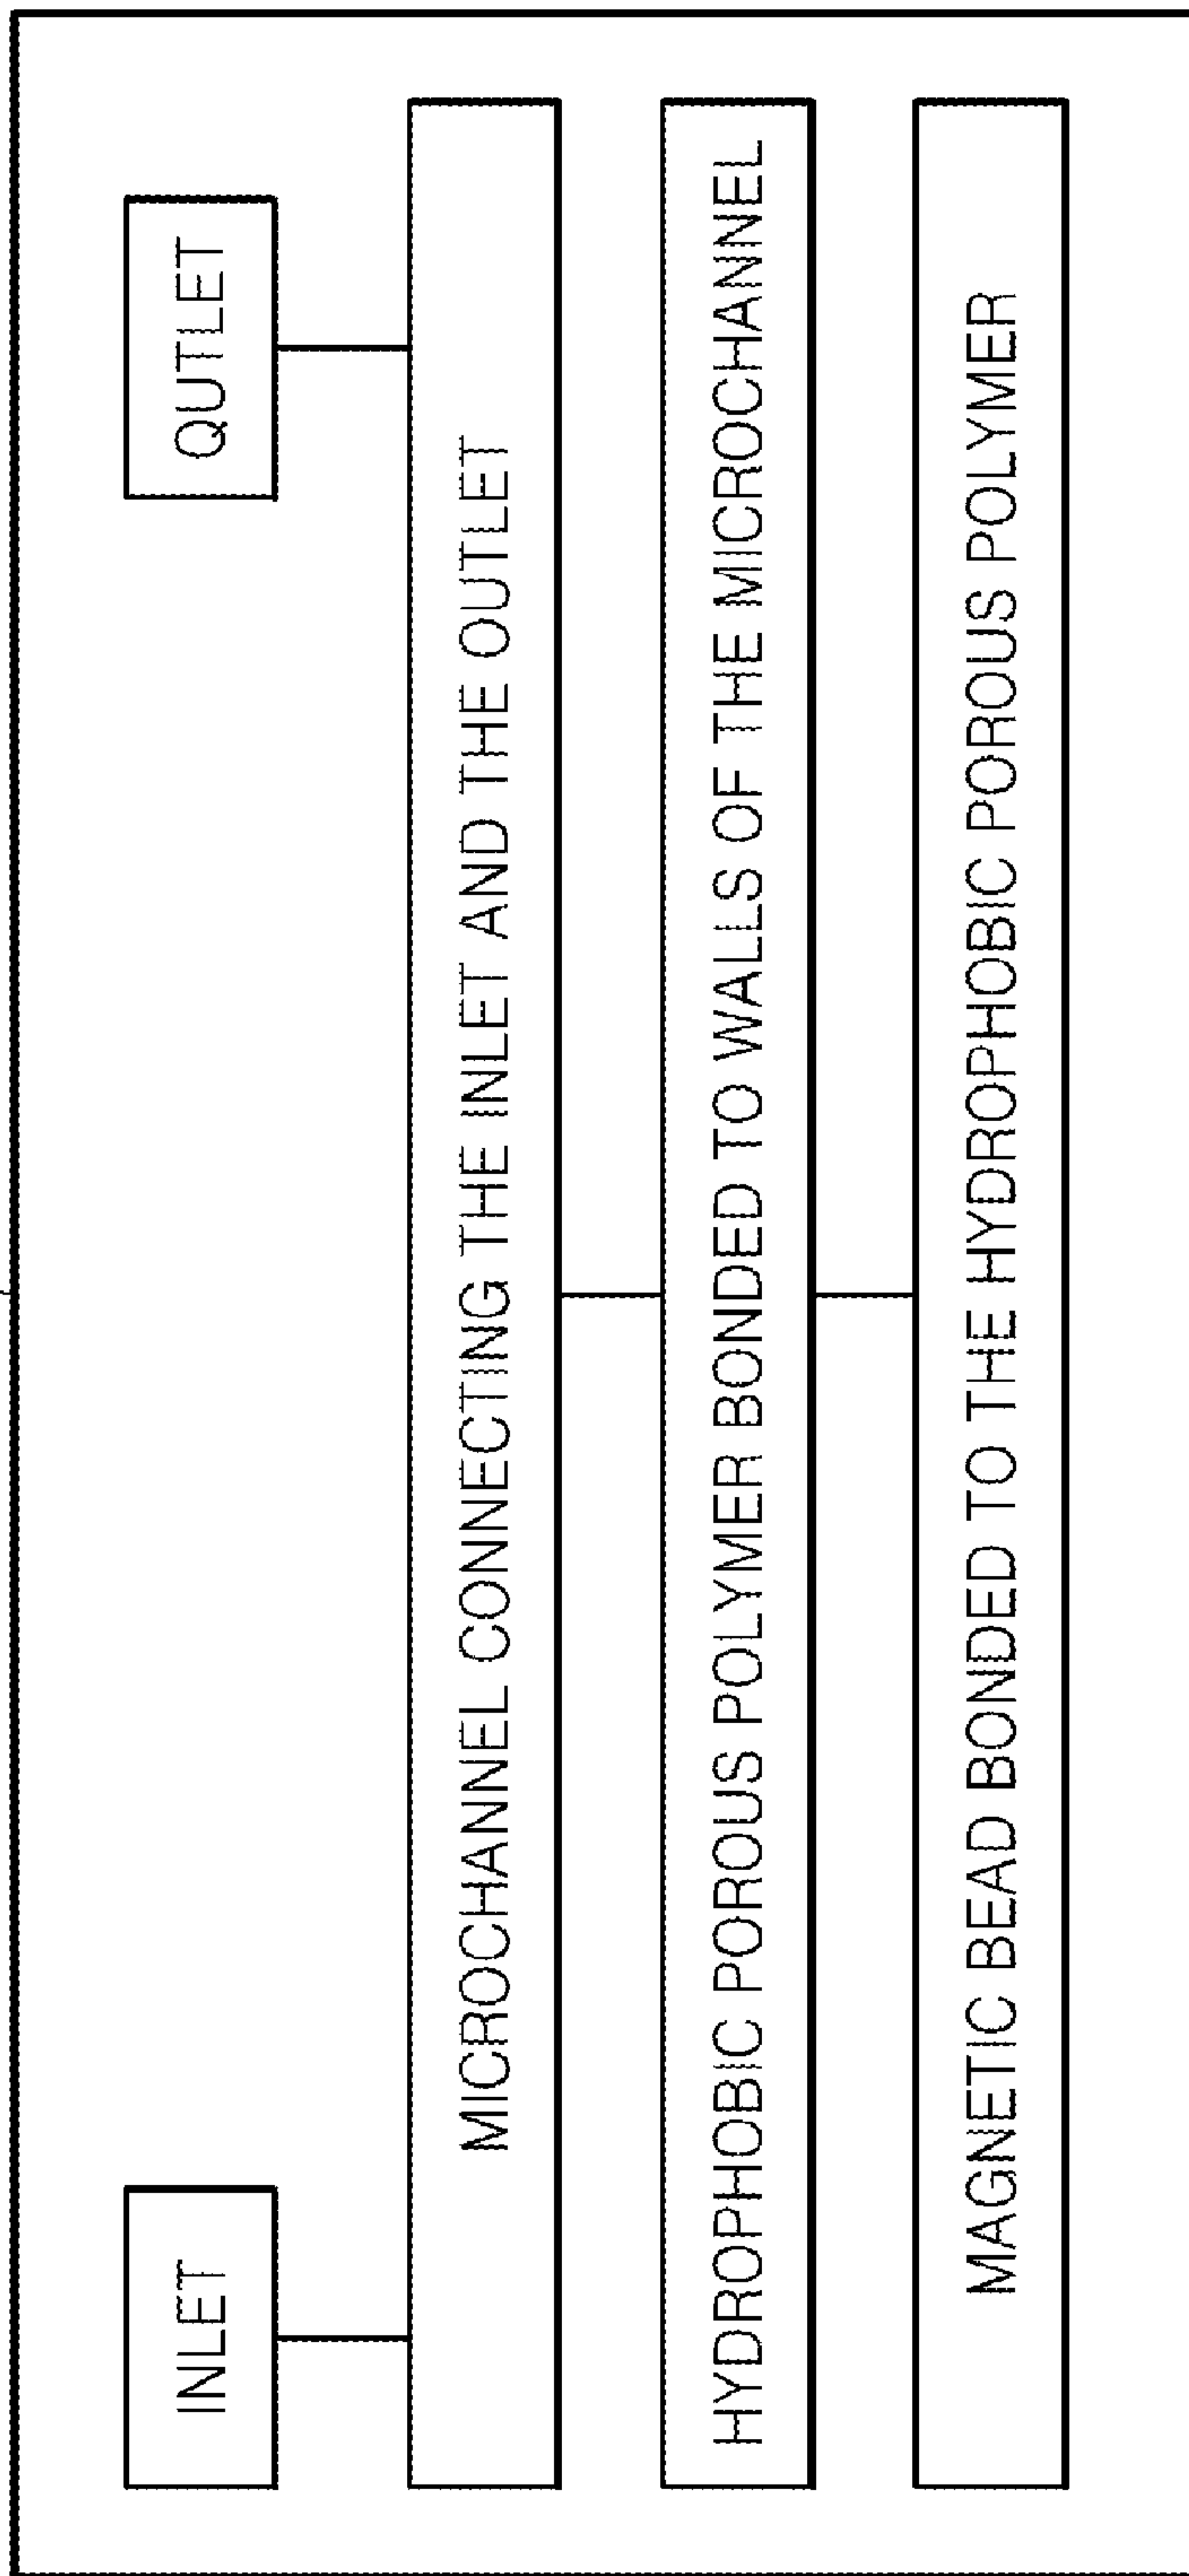 INLET
QUTLET
MICROCHANNEL CONNECTING THE INLET AND THE OUTLET
HYDROPHOBIC POROUS POLYMER BONDED TO WALLS OF THE MICROCHANNEL
MAGNETIC BEAD BONDED TO THE HYDROPHOBIC POROUS POLYMER